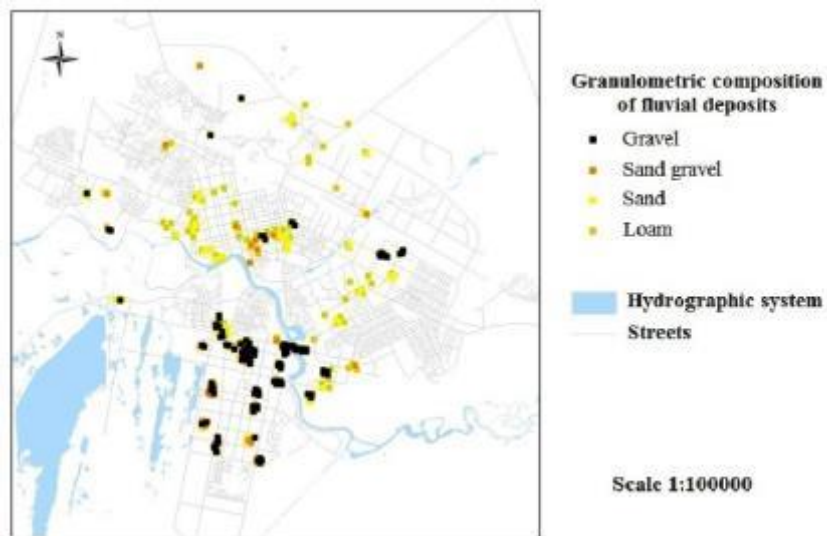 N
Granulometric composition
of fluvial deposits
Gravel
Sand gravel
Sand
Loam
Hydrographic system
Streets
Scale 1:100000